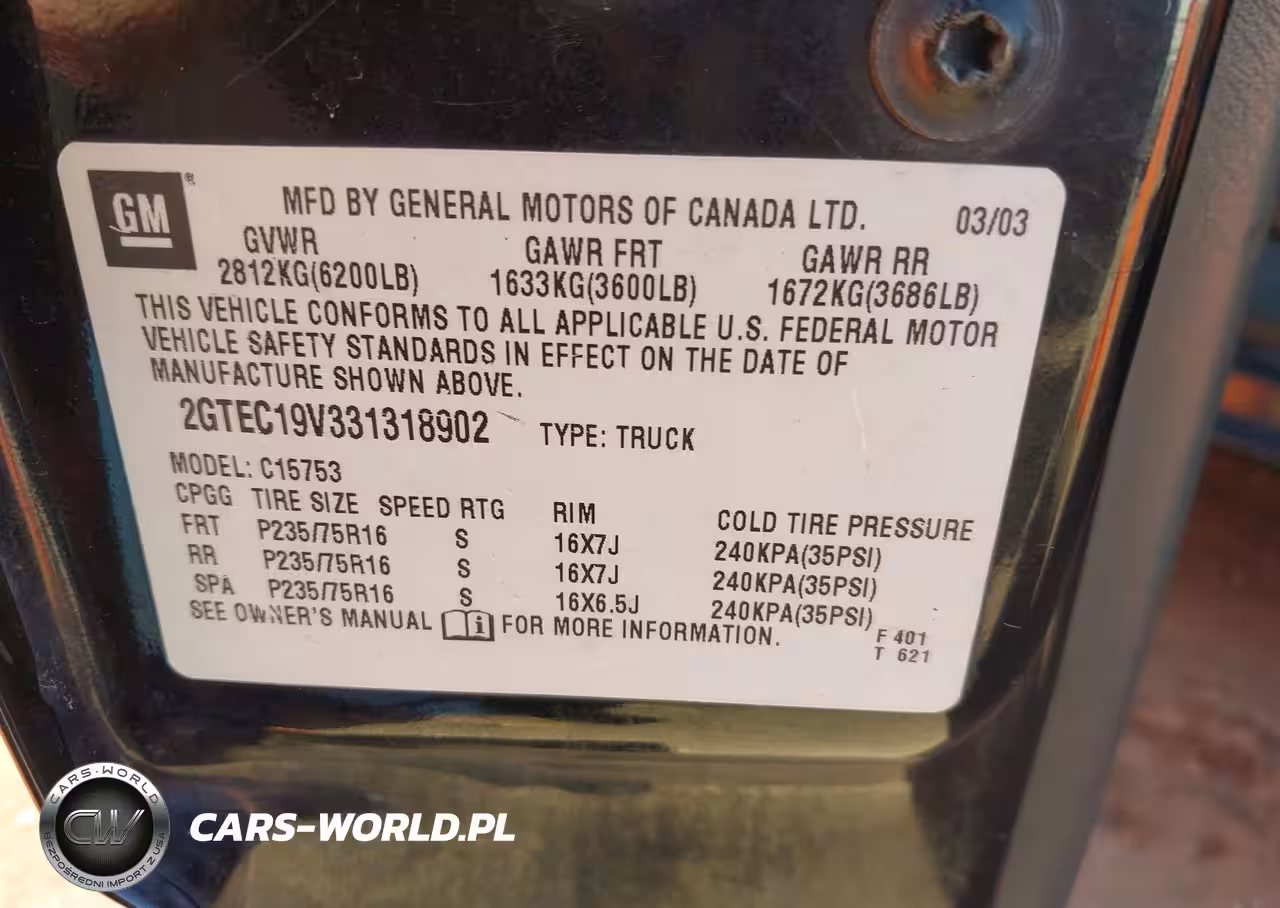 GM®
MFD BY GENERAL MOTORS OF CANADA LTD. 03/03
GVWR GAWR FRT GAWR RR
2812KG(6200LB) 1633KG(3600LB) 1672KG(3686LB)
THIS VEHICLE CONFORMS TO ALL APPLICABLE U.S. FEDERAL MOTOR
VEHICLE SAFETY STANDARDS IN EFFECT ON THE DATE OF
MANUFACTURE SHOWN ABOVE.
2GTEC19V331318902 TYPE: TRUCK
MODEL: C15753
CPGG TIRE SIZE SPEED RTG RIM COLD TIRE PRESSURE
FRT P235/75R16 S 16X7J 240KPA(35PSI)
RR P235/75R16 S 16X7J 240KPA(35PSI)
SPA P235/75R16 S 16X6.5J 240KPA(35PSI)
SEE OWNER'S MANUAL i FOR MORE INFORMATION.
F 401
T 621
CARS-WORLD
CW
BEZPOŚREDNI IMPORT Z USA
CARS-WORLD.PL